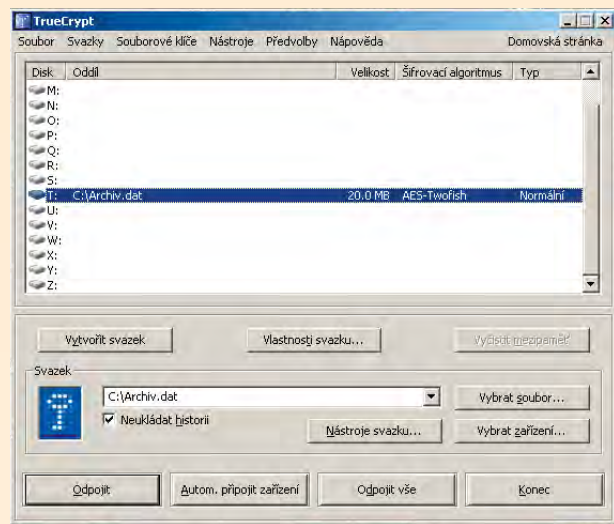 TrueCrypt
Soubor Svazky Souborové klíče Nástroje Předvolby Nápověda Domovská stránka
Disk Oddíl Velikost Šifrovací algoritmus Typ
M:
N:
O:
P:
Q:
R:
S:
T: C:\Archiv.dat 20.0 MB AES-Twofish Normální
U:
V:
W:
X:
Y:
Z:
Vytvořit svazek Vlastnosti svazku... Vyčistit mezipaměť
Svazek
C:\Archiv.dat Vybrat soubor...
Neukládat historii
Nástroje svazku... Vybrat zařízení...
Odpojit Autom. připojit zařízení Odpojit vše Konec